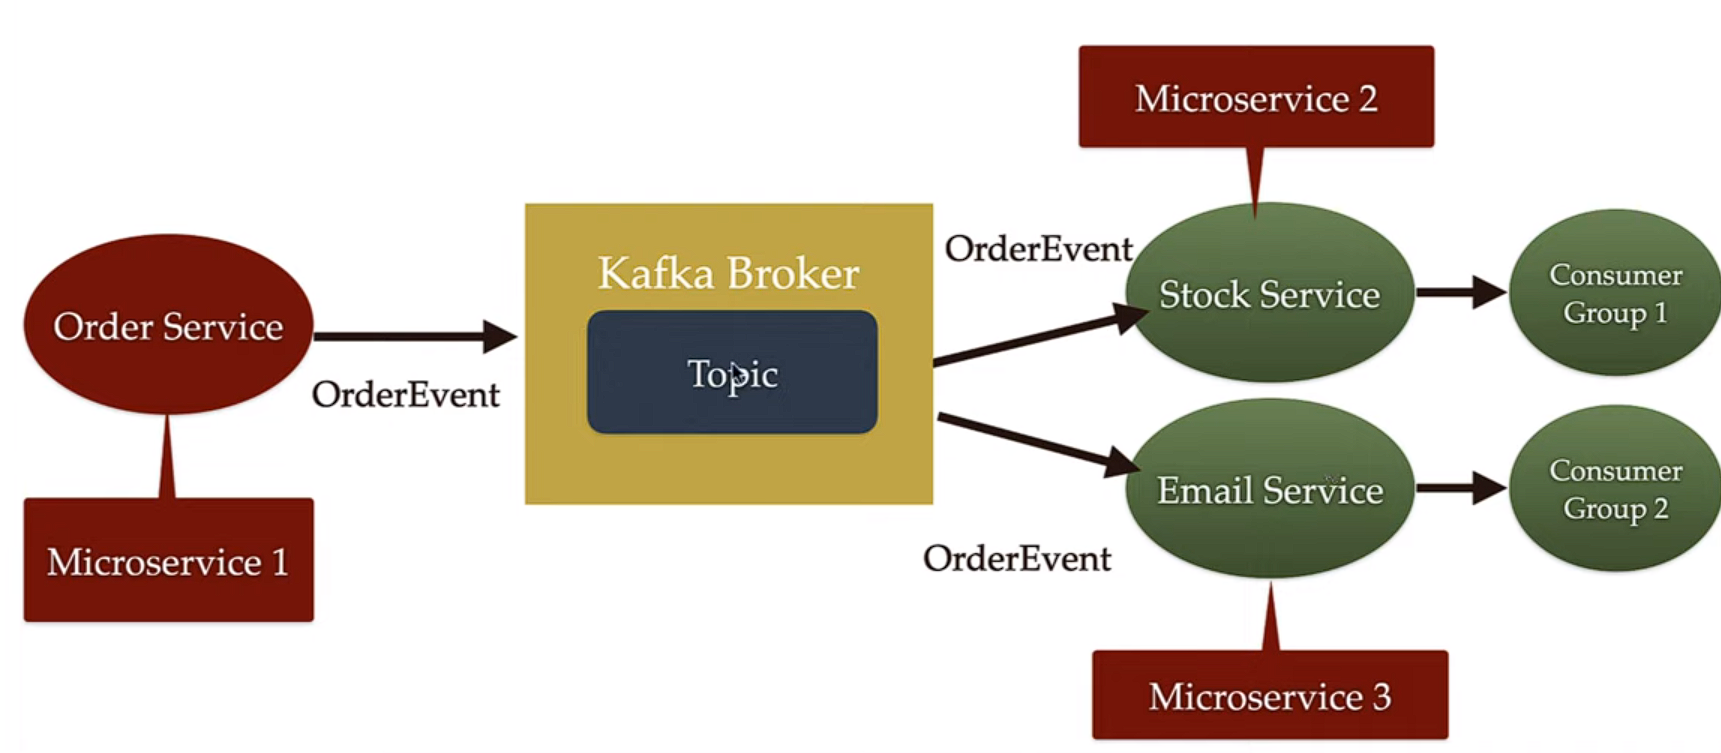 Microservice 2
OrderEvent
Kafka Broker
Stock Service
Consumer
Group 1
Order Service
Topic
OrderEvent
Consumer
Group 2
Email Service
OrderEvent
Microservice 1
Microservice 3